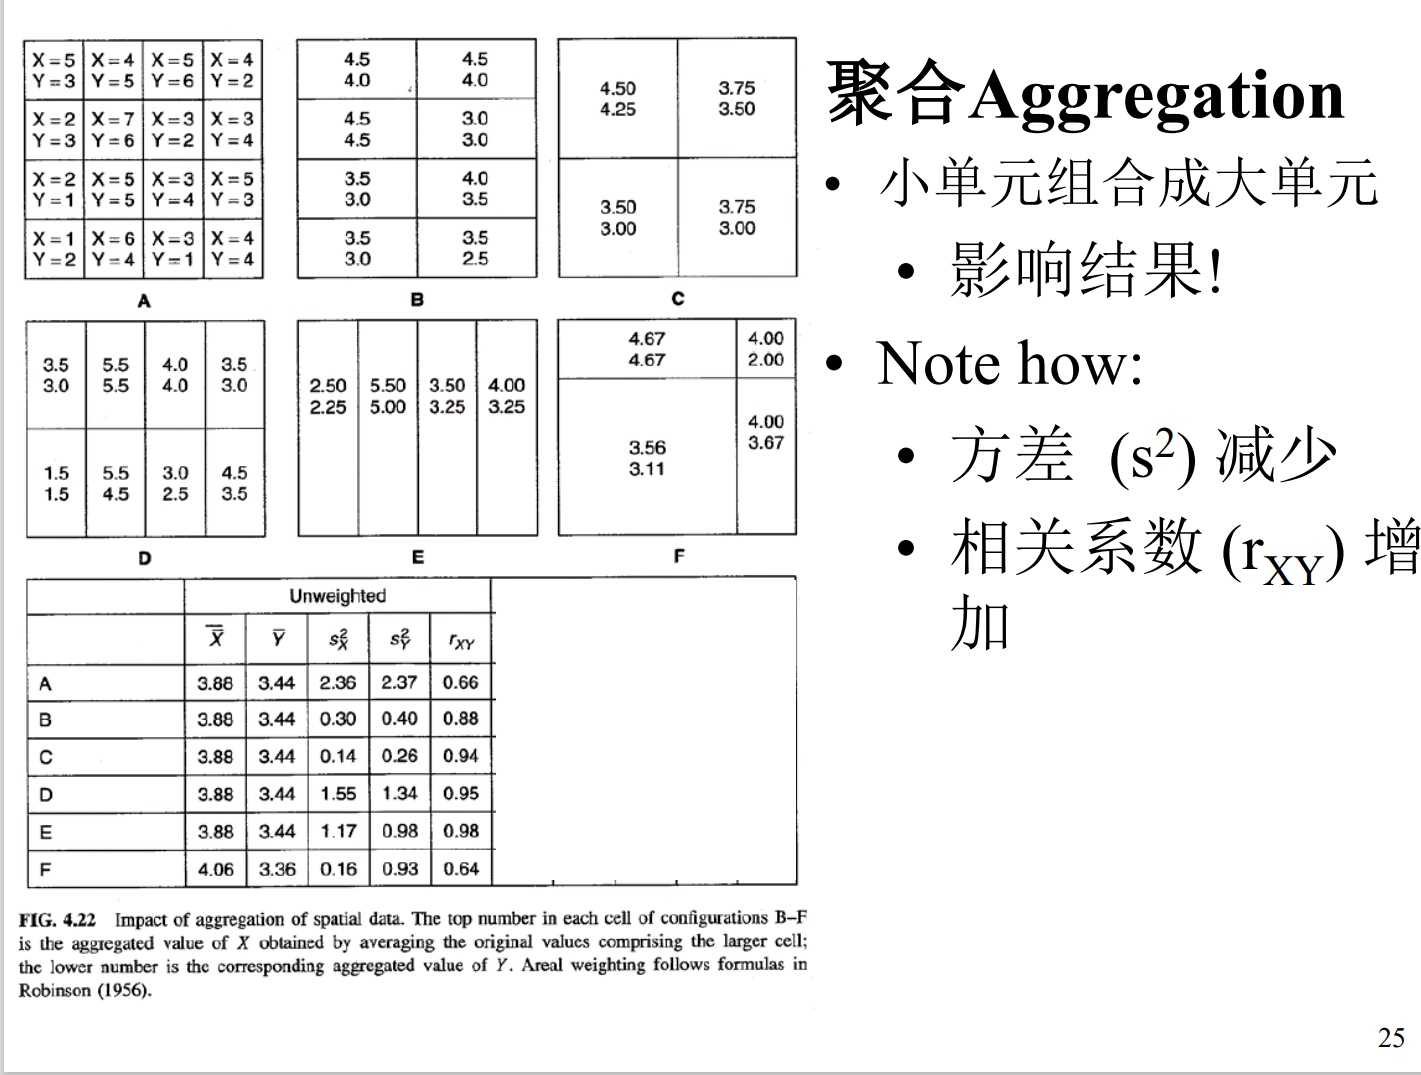 X=5 X=4 X=5 X=4
Y=3 Y=5 Y=6 Y=2
X=2 X=7 X=3 X=3
Y=3 Y=6 Y=2 Y=4
X=2 X=5 X=3 X=5
Y=1 Y=5 Y=4 Y=3
X=1 X=6 X=3 X=4
Y=2 Y=4 Y=1 Y=4
A
4.5 4.5
4.0 4.0
4.5 3.0
4.5 3.0
3.5 4.0
3.0 3.5
3.5 3.5
3.0 2.5
B
4.50 3.75
4.25 3.50
3.50 3.75
3.00 3.00
C
3.5 5.5 4.0 3.5
3.0 5.5 4.0 3.0
1.5 5.5 3.0 4.5
1.5 4.5 2.5 3.5
D
2.50 5.50 3.50 4.00
2.25 5.00 3.25 3.25
E
4.67 4.00
4.67 2.00
4.00
3.67
3.56
3.11
F
Unweighted
X̄ Ȳ s²X s²Y rXY
A 3.88 3.44 2.36 2.37 0.66
B 3.88 3.44 0.30 0.40 0.88
C 3.88 3.44 0.14 0.26 0.94
D 3.88 3.44 1.55 1.34 0.95
E 3.88 3.44 1.17 0.98 0.98
F 4.06 3.36 0.16 0.93 0.64
FIG. 4.22 Impact of aggregation of spatial data. The top number in each cell of configurations B–F
is the aggregated value of X obtained by averaging the original values comprising the larger cell;
the lower number is the corresponding aggregated value of Y. Areal weighting follows formulas in
Robinson (1956).
聚合Aggregation
• 小单元组合成大单元
• 影响结果!
• Note how:
• 方差 (s²) 减少
• 相关系数 (rXY) 增
加
25